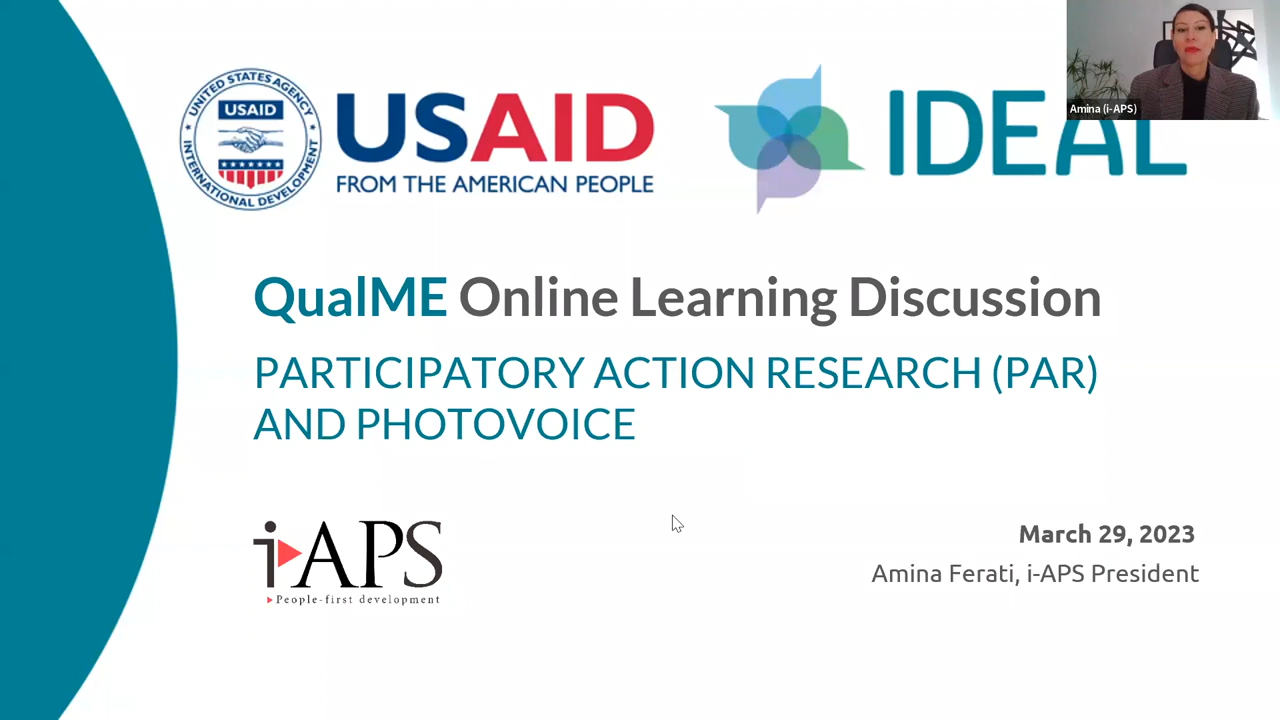 UNITED STATES AGENCY
USAID
INTERNATIONAL DEVELOPMENT
USAID
FROM THE AMERICAN PEOPLE
IDEAL
Amina (i-APS)
QualME Online Learning Discussion
PARTICIPATORY ACTION RESEARCH (PAR)
AND PHOTOVOICE
i-APS
People-first development
March 29, 2023
Amina Ferati, i-APS President